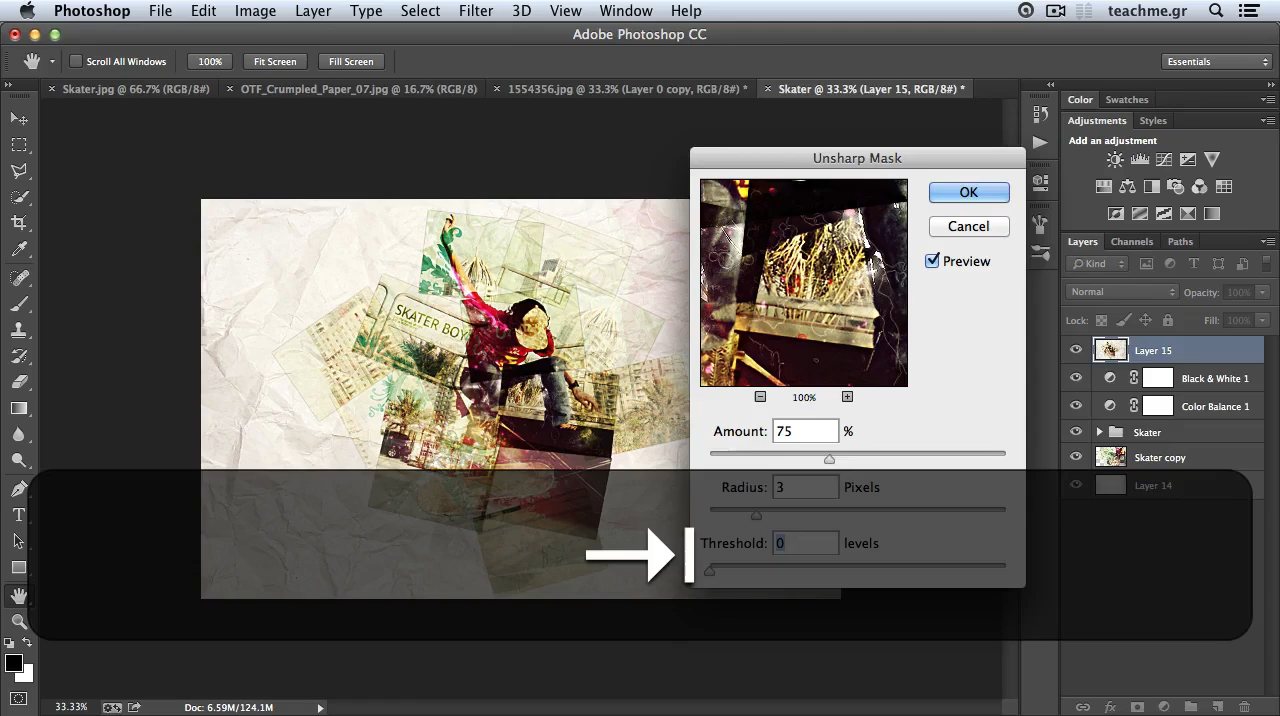 Photoshop File Edit Image Layer Type Select Filter 3D View Window Help teachme.gr
Adobe Photoshop CC
Scroll All Windows 100% Fit Screen Fill Screen Essentials
× Skater.jpg @ 66.7% (RGB/8#) × OTF_Crumpled_Paper_07.jpg @ 16.7% (RGB/8) × 1554356.jpg @ 33.3% (Layer 0 copy, RGB/8#) * × Skater @ 33.3% (Layer 15, RGB/8#) *
Color Swatches
Adjustments Styles
Add an adjustment
Unsharp Mask
OK
Cancel
Preview
100%
Amount: 75 %
Radius: 3 Pixels
Threshold: 0 levels
SKATER BOY
Layers Channels Paths
Kind
Normal Opacity: 100%
Lock: Fill: 100%
Layer 15
Black & White 1
Color Balance 1
Skater
Skater copy
Layer 14
33.33% Doc: 6.59M/124.1M